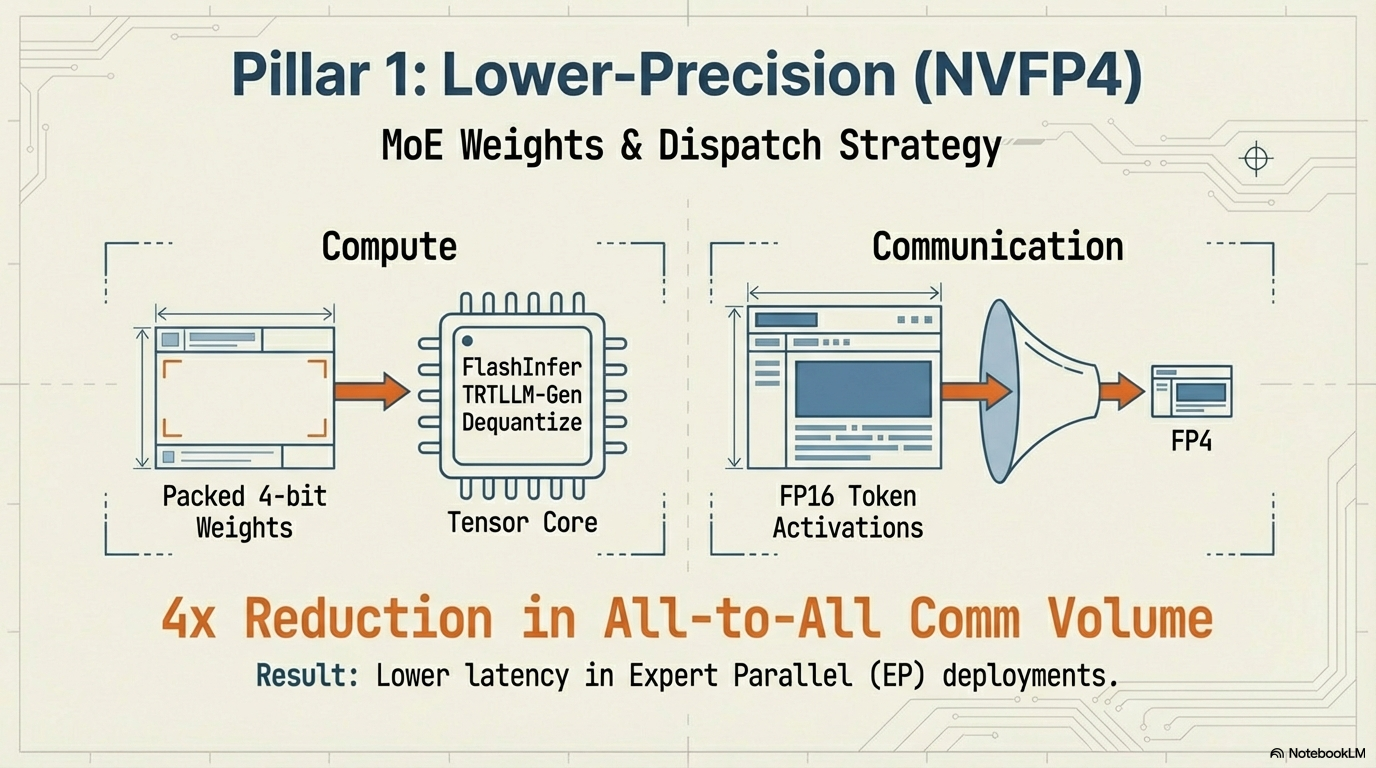 Pillar 1: Lower-Precision (NVFP4)
MoE Weights & Dispatch Strategy
Compute
FlashInfer
TRTLLM-Gen
Dequantize
Packed 4-bit
Weights
Tensor Core
Communication
FP16 Token
Activations
FP4
4x Reduction in All-to-All Comm Volume
Result: Lower latency in Expert Parallel (EP) deployments.
NotebookLM